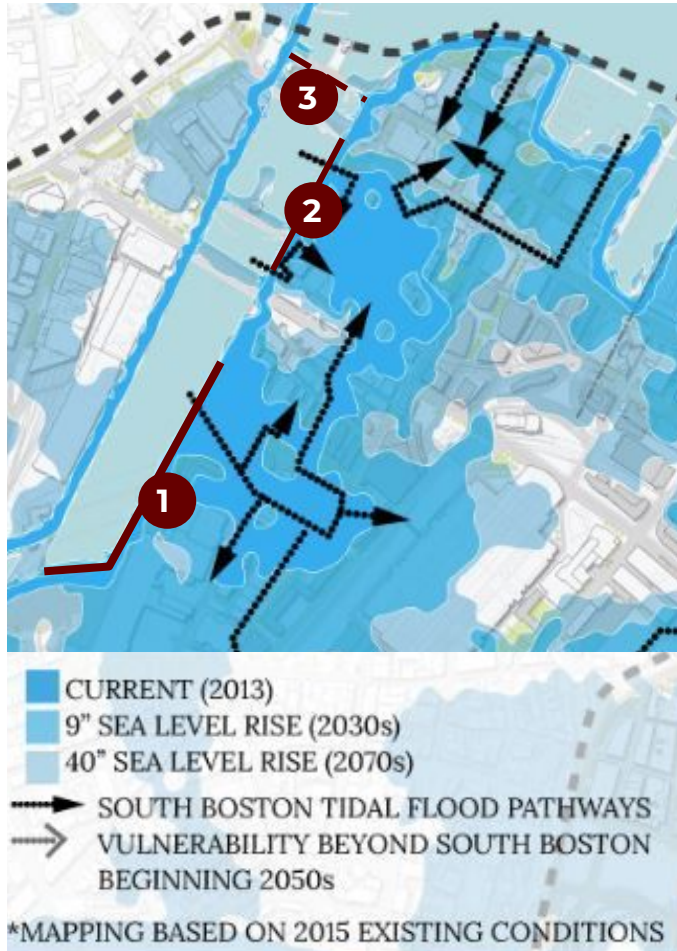 3
2
1
CURRENT (2013)
9” SEA LEVEL RISE (2030s)
40” SEA LEVEL RISE (2070s)
SOUTH BOSTON TIDAL FLOOD PATHWAYS
VULNERABILITY BEYOND SOUTH BOSTON
BEGINNING 2050s
*MAPPING BASED ON 2015 EXISTING CONDITIONS